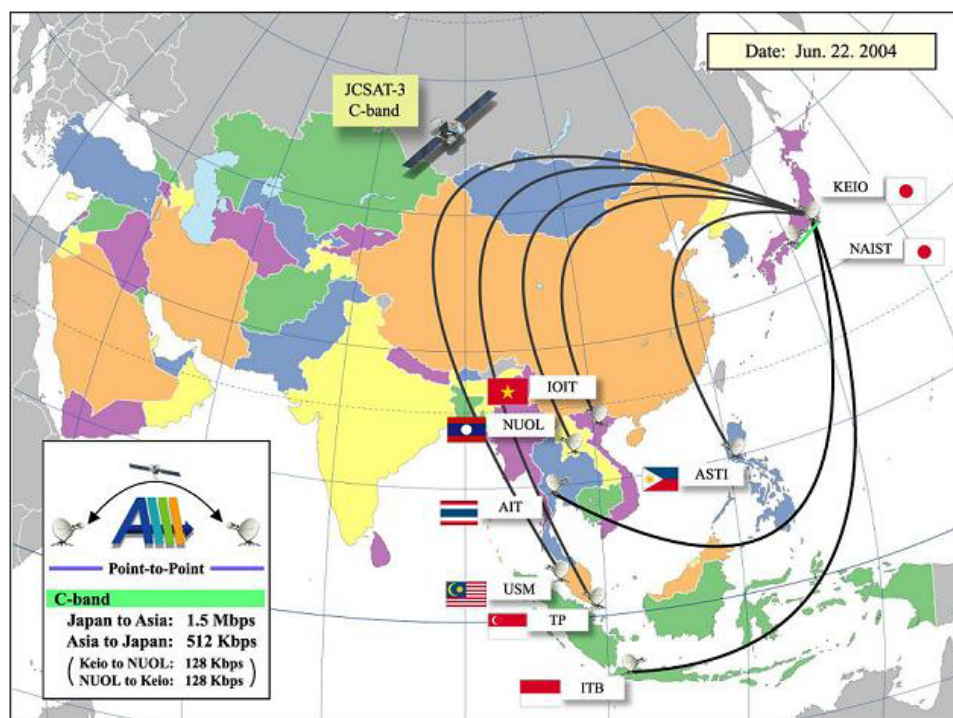 Date: Jun. 22. 2004
JCSAT-3
C-band
KEIO
NAIST
IOIT
NUOL
ASTI
AIT
USM
TP
ITB
AIII
Point-to-Point
C-band
Japan to Asia: 1.5 Mbps
Asia to Japan: 512 Kbps
( Keio to NUOL: 128 Kbps
NUOL to Keio: 128 Kbps )